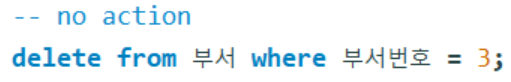 -- no action
delete from 부서 where 부서번호 = 3;